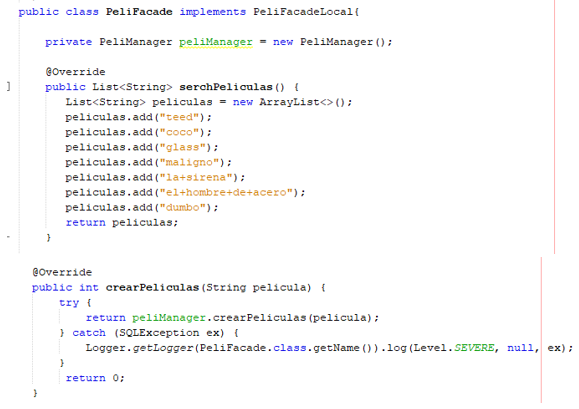 public class PeliFacade implements PeliFacadeLocal{
private PeliManager peliManager = new PeliManager();
@Override
public List<String> serchPeliculas() {
List<String> peliculas = new ArrayList<>();
peliculas.add("teed");
peliculas.add("coco");
peliculas.add("glass");
peliculas.add("maligno");
peliculas.add("la+sirena");
peliculas.add("el+hombre+de+acero");
peliculas.add("dumbo");
return peliculas;
}
@Override
public int crearPeliculas(String pelicula) {
try {
return peliManager.crearPeliculas(pelicula);
} catch (SQLException ex) {
Logger.getLogger(PeliFacade.class.getName()).log(Level.SEVERE, null, ex);
}
return 0;
}